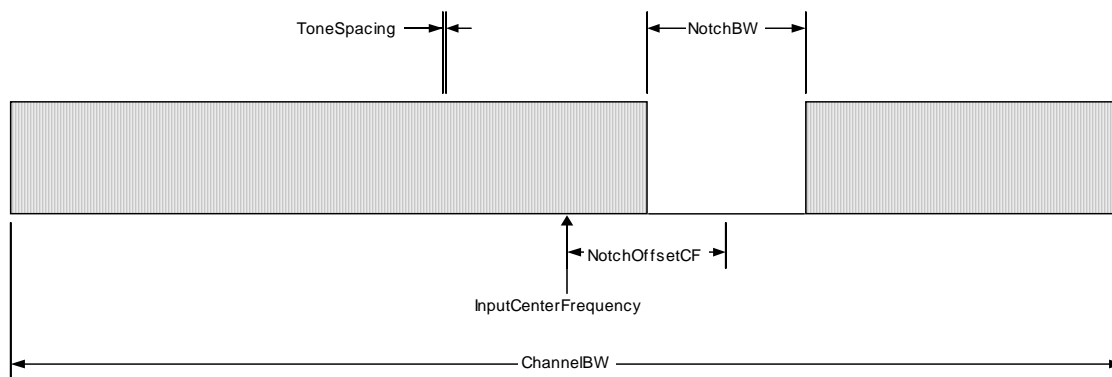 ToneSpacing
NotchBW
NotchOffsetCF
InputCenterFrequency
ChannelBW